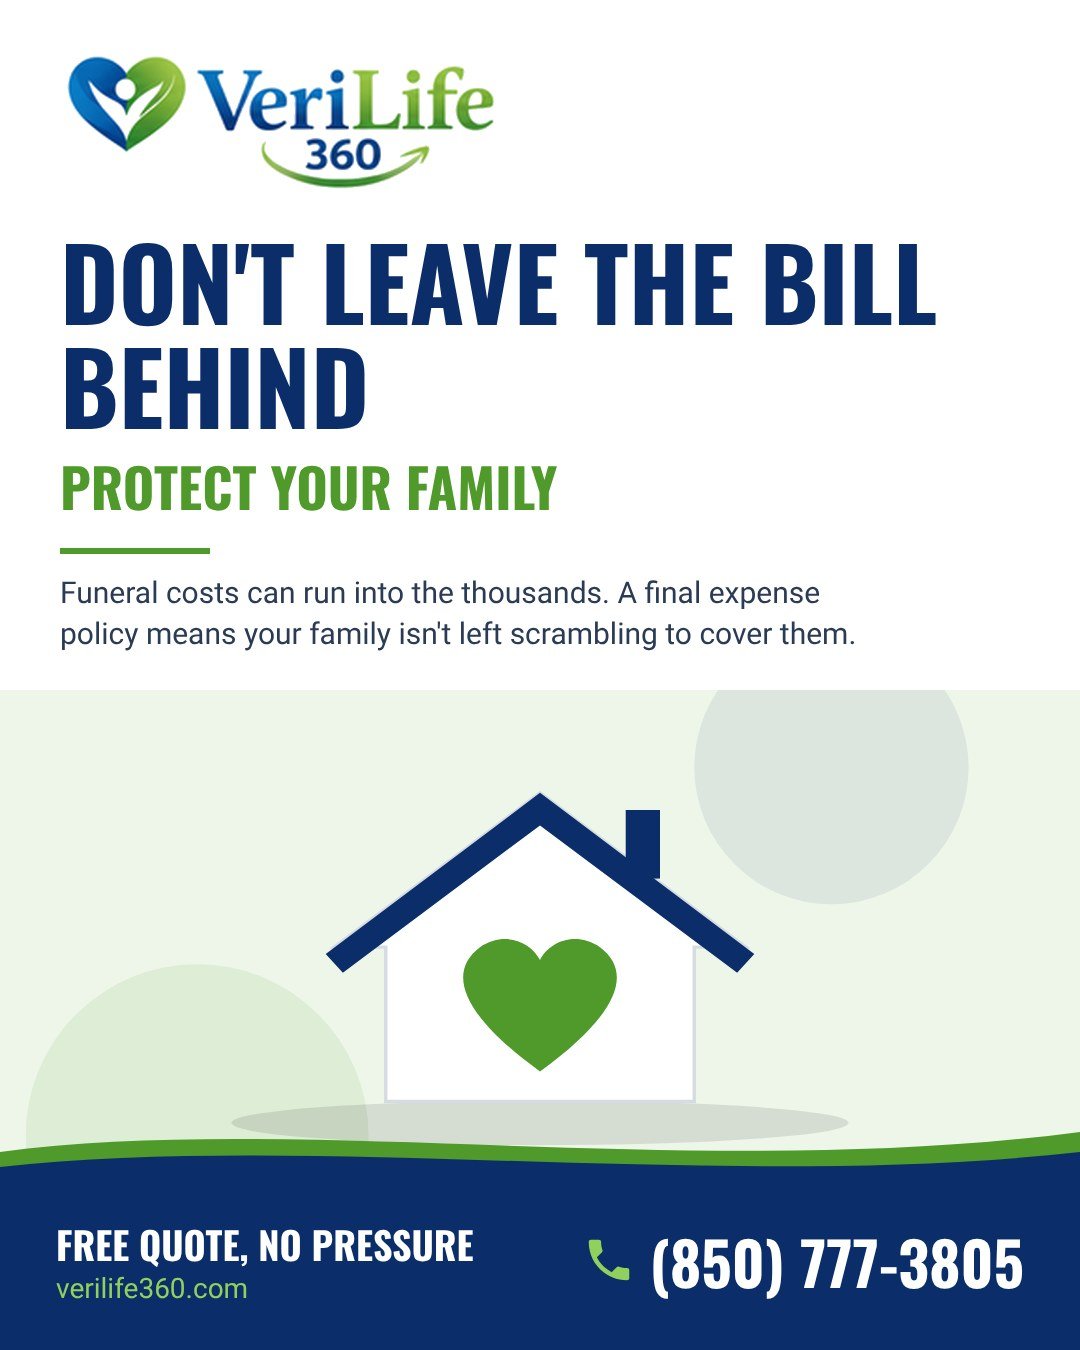 VeriLife
360
DON'T LEAVE THE BILL
BEHIND
PROTECT YOUR FAMILY
Funeral costs can run into the thousands. A final expense
policy means your family isn't left scrambling to cover them.
FREE QUOTE, NO PRESSURE
verilife360.com
(850) 777-3805